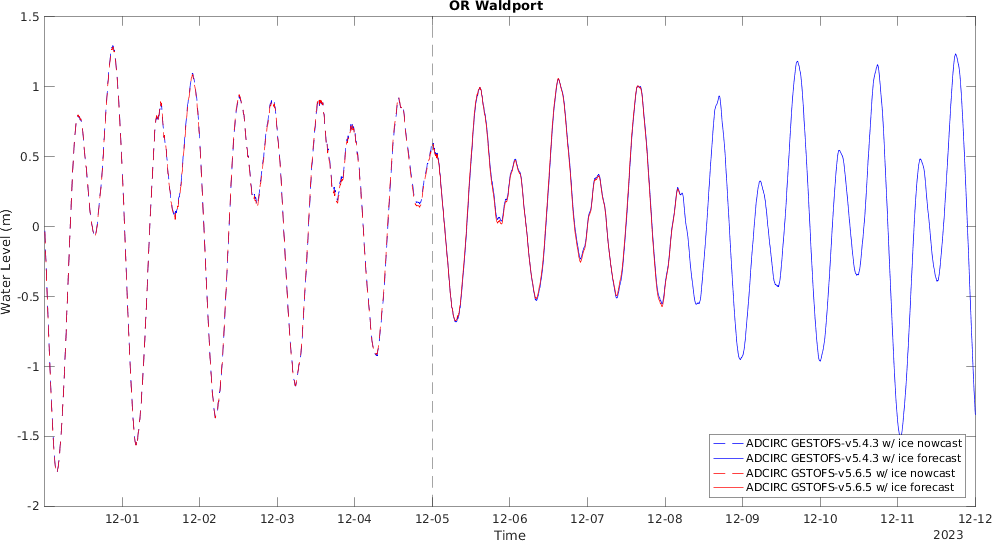 OR Waldport
1.5
1
0.5
0
-0.5
-1
-1.5
-2
Water Level (m)
12-01 12-02 12-03 12-04 12-05 12-06 12-07 12-08 12-09 12-10 12-11 12-12
Time
2023
ADCIRC GESTOFS-v5.4.3 w/ ice nowcast
ADCIRC GESTOFS-v5.4.3 w/ ice forecast
ADCIRC GSTOFS-v5.6.5 w/ ice nowcast
ADCIRC GSTOFS-v5.6.5 w/ ice forecast